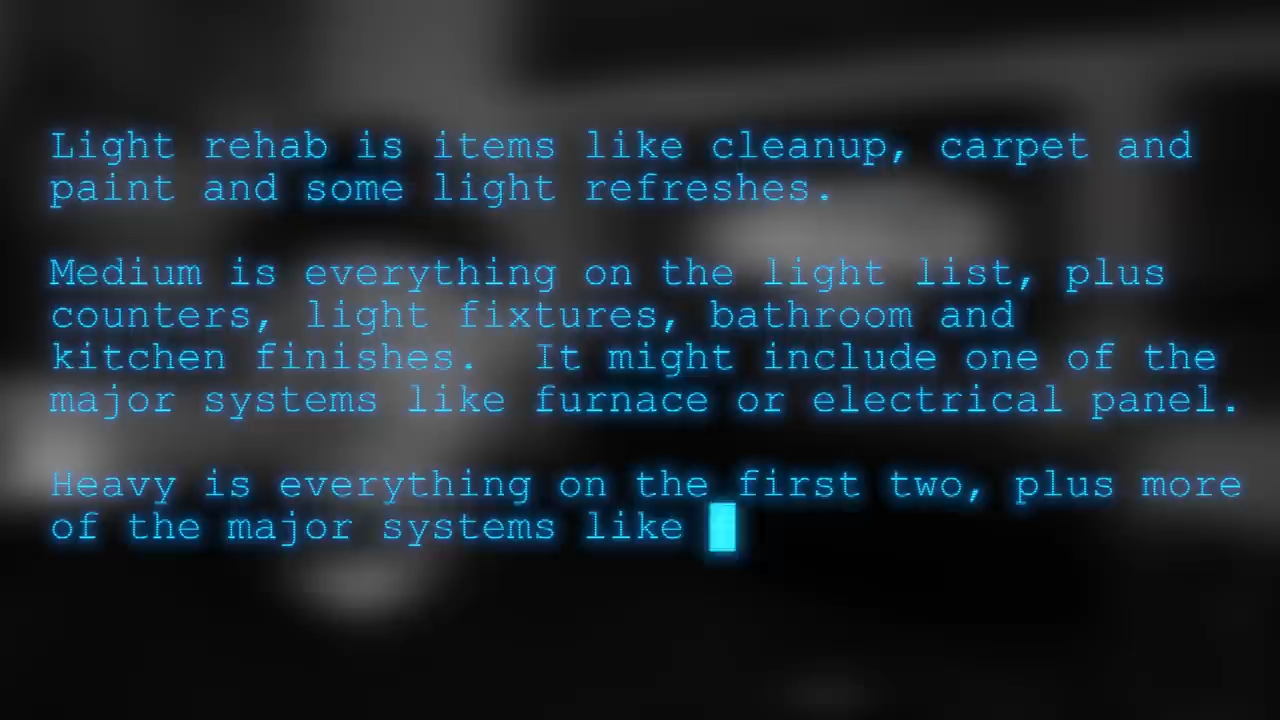 Light rehab is items like cleanup, carpet and
paint and some light refreshes.
Medium is everything on the light list, plus
counters, light fixtures, bathroom and
kitchen finishes.  It might include one of the
major systems like furnace or electrical panel.
Heavy is everything on the first two, plus more
of the major systems like